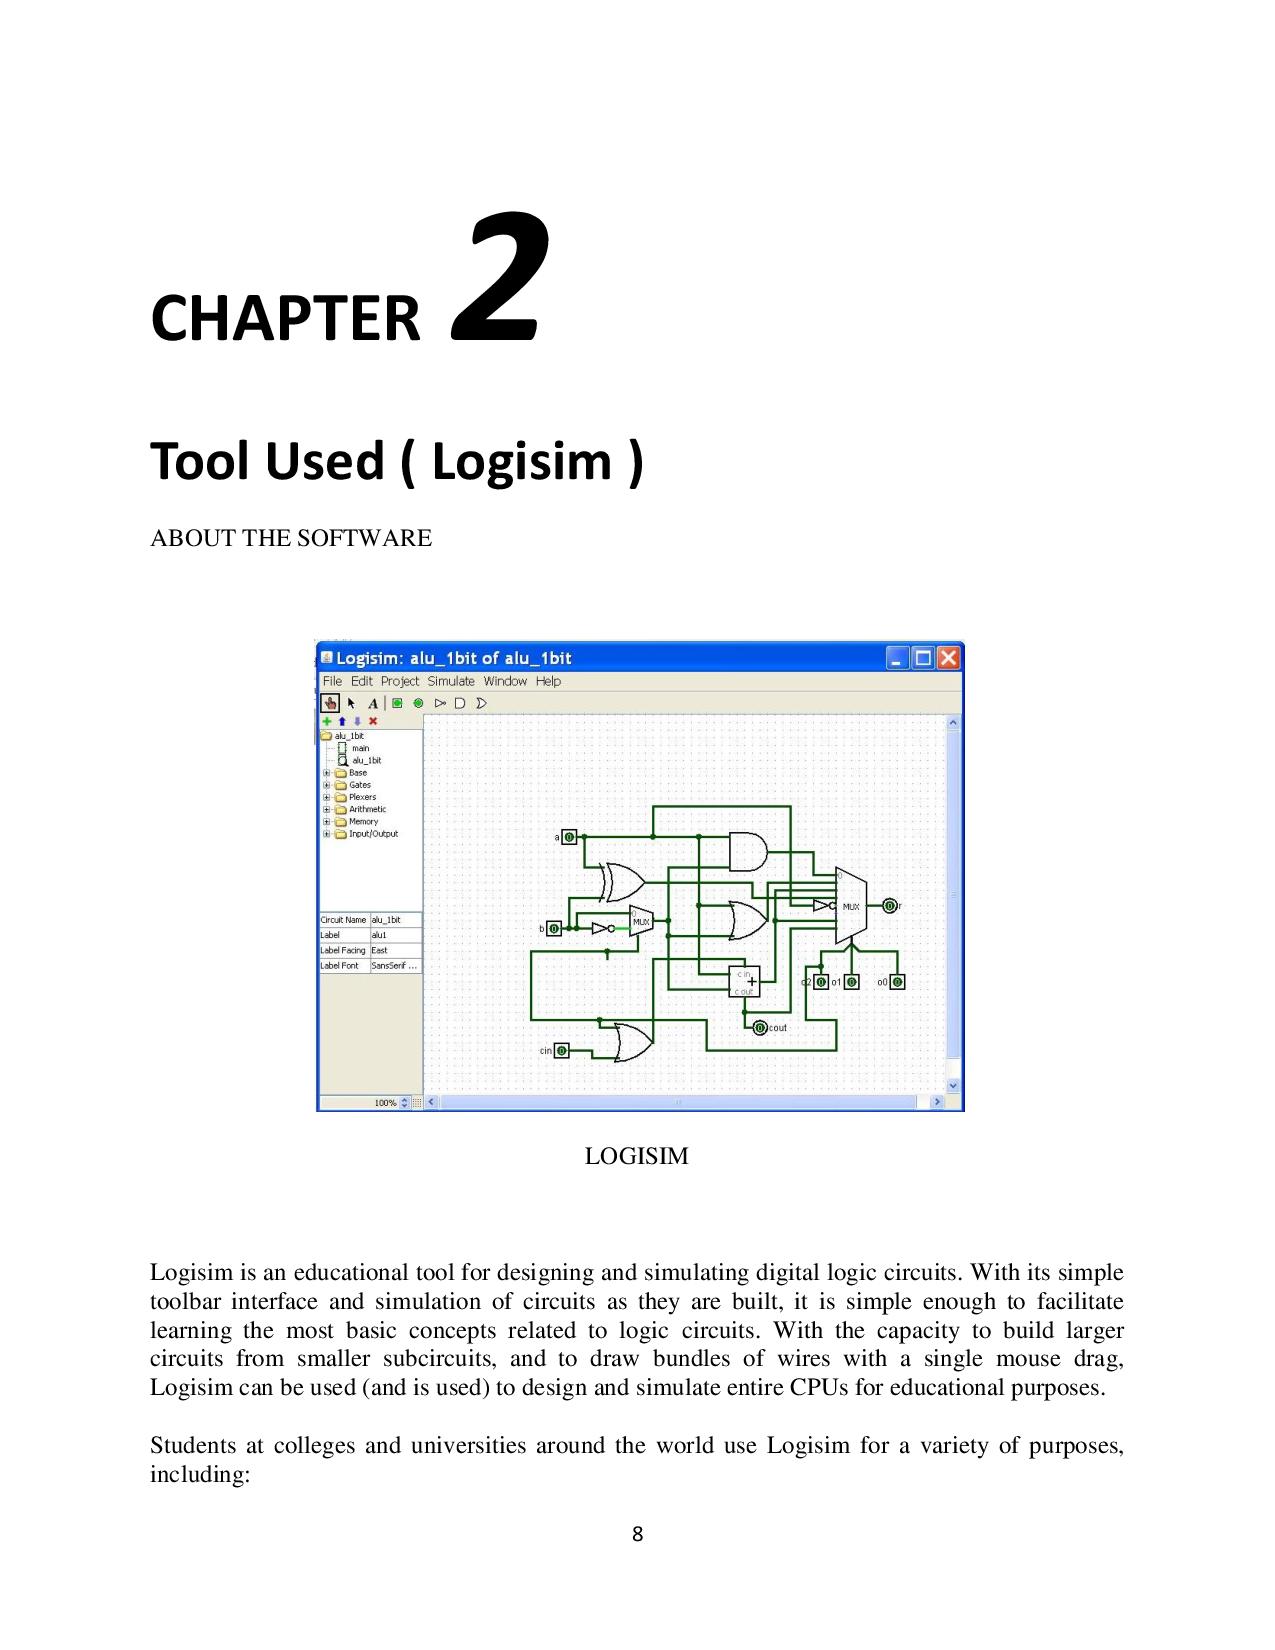 CHAPTER 2
Tool Used ( Logisim )
ABOUT THE SOFTWARE
Logisim: alu_1bit of alu_1bit
File Edit Project Simulate Window Help
A
alu_1bit
main
alu_1bit
Base
Gates
Plexers
Arithmetic
Memory
Input/Output
Circuit Name alu_1bit
Label alu1
Label Facing East
Label Font SansSerif ...
100%
a 0
0
b 0
0
MUX
MUX
0 r
c in
+
c out
o2 0 o1 0 o0 0
0 cout
cin 0
LOGISIM
Logisim is an educational tool for designing and simulating digital logic circuits. With its simple
toolbar interface and simulation of circuits as they are built, it is simple enough to facilitate
learning the most basic concepts related to logic circuits. With the capacity to build larger
circuits from smaller subcircuits, and to draw bundles of wires with a single mouse drag,
Logisim can be used (and is used) to design and simulate entire CPUs for educational purposes.
Students at colleges and universities around the world use Logisim for a variety of purposes,
including:
8